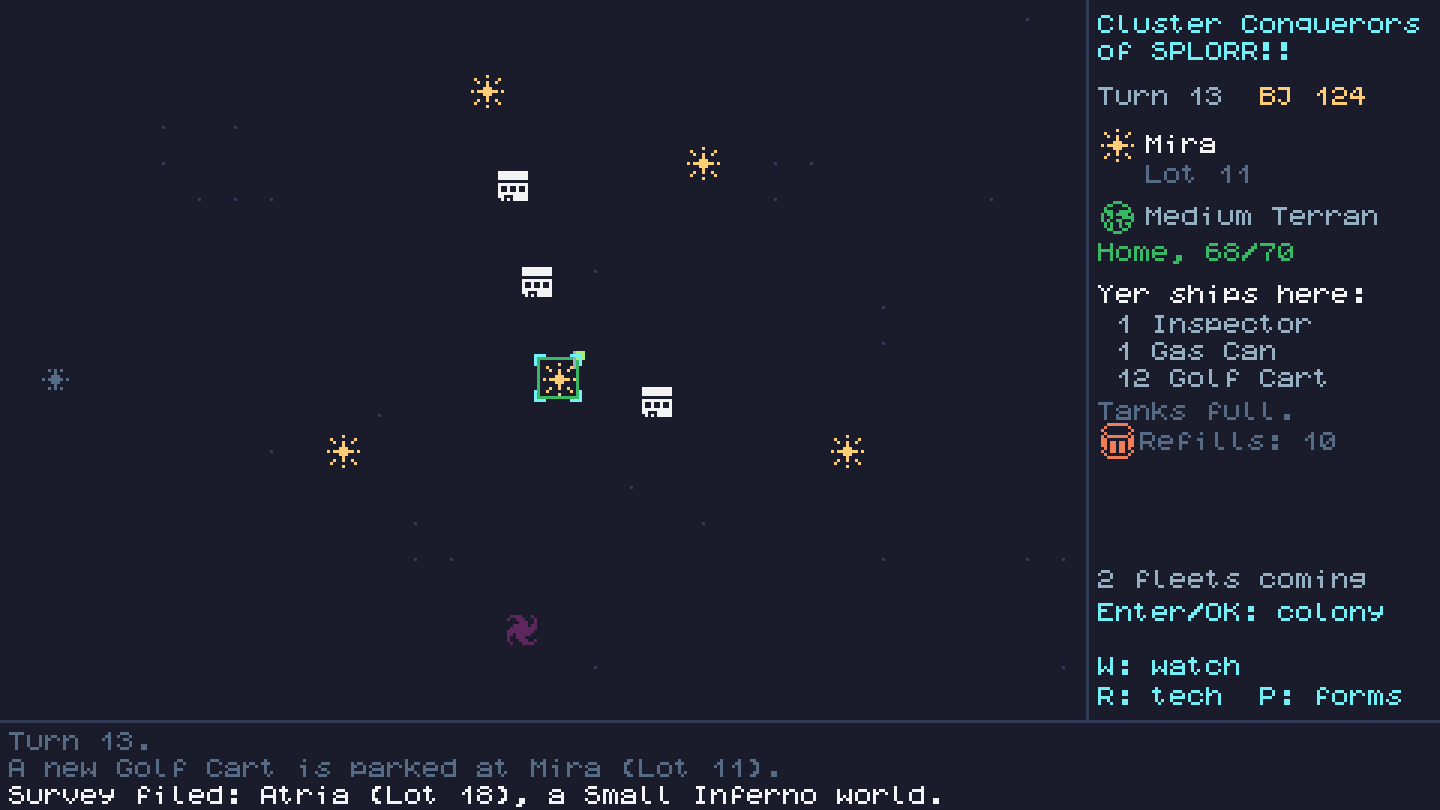 Cluster Conquerors
of SPLORR!!
Turn 13 BJ 124
Mira
Lot 11
Medium Terran
Home, 68/70
Yer ships here:
1 Inspector
1 Gas Can
12 Golf Cart
Tanks full.
Refills: 10
2 fleets coming
Enter/OK: colony
W: watch
R: tech P: forms
Turn 13.
A new Golf Cart is parked at Mira (Lot 11).
Survey filed: Atria (Lot 18), a Small Inferno world.